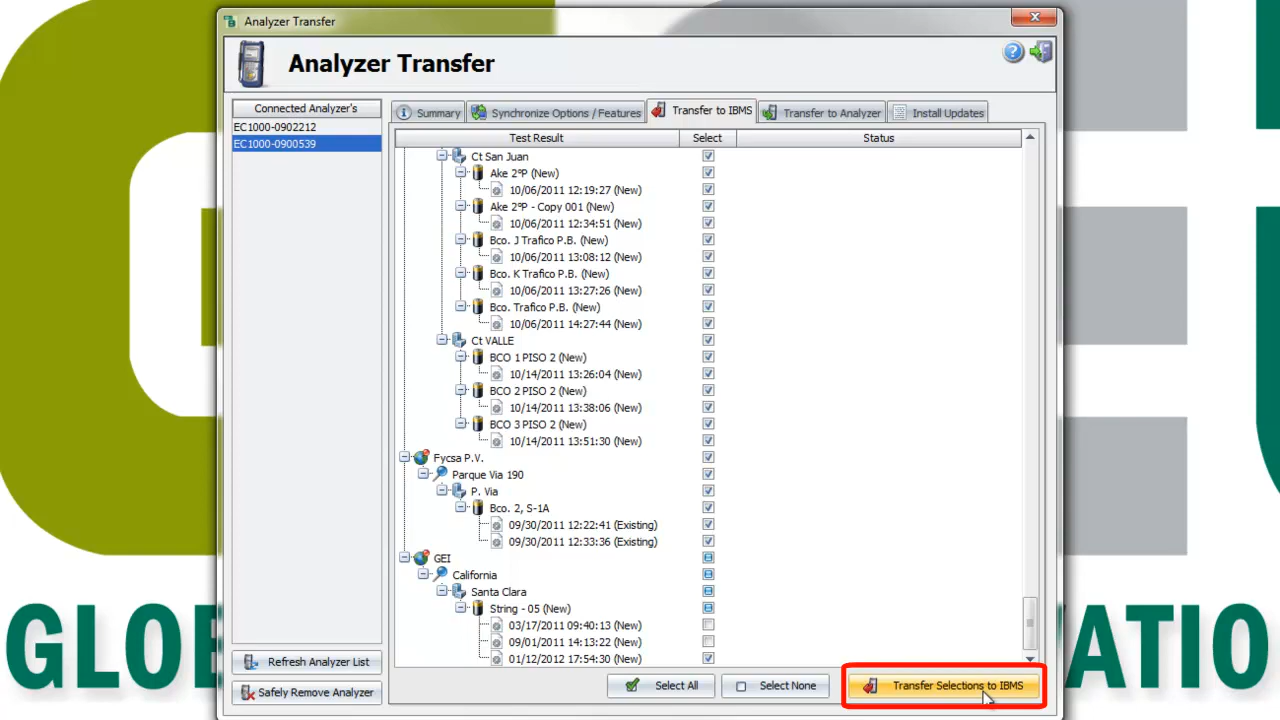 Analyzer Transfer
Analyzer Transfer
Connected Analyzer's
EC1000-0902212
EC1000-0900539
Summary
Synchronize Options / Features
Transfer to IBMS
Transfer to Analyzer
Install Updates
Test Result Select Status
Ct San Juan
Ake 2ºP (New)
10/06/2011 12:19:27 (New)
Ake 2ºP - Copy 001 (New)
10/06/2011 12:34:51 (New)
Bco. J Trafico P.B. (New)
10/06/2011 13:08:12 (New)
Bco. K Trafico P.B. (New)
10/06/2011 13:27:26 (New)
Bco. Trafico P.B. (New)
10/06/2011 14:27:44 (New)
Ct VALLE
BCO 1 PISO 2 (New)
10/14/2011 13:26:04 (New)
BCO 2 PISO 2 (New)
10/14/2011 13:38:06 (New)
BCO 3 PISO 2 (New)
10/14/2011 13:51:30 (New)
Fycsa P.V.
Parque Via 190
P. Via
Bco. 2, S-1A
09/30/2011 12:22:41 (Existing)
09/30/2011 12:33:36 (Existing)
GEI
California
Santa Clara
String - 05 (New)
03/17/2011 09:40:13 (New)
09/01/2011 14:13:22 (New)
01/12/2012 17:54:30 (New)
Refresh Analyzer List
Safely Remove Analyzer
Select All
Select None
Transfer Selections to IBMS
GLOB
VATIO